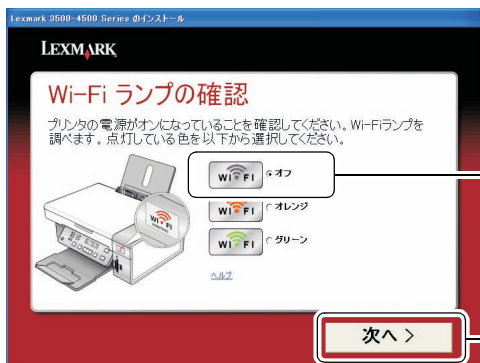 Lexmark 3500-4500 Series のインストール
LEXMARK
Wi-Fi ランプの確認
プリンタの電源がオンになっていることを確認してください。Wi-Fiランプを
調べます。点灯している色を以下から選択してください。
WI FI オフ
WI FI オレンジ
WI FI グリーン
WI FI
ヘルプ
次へ >